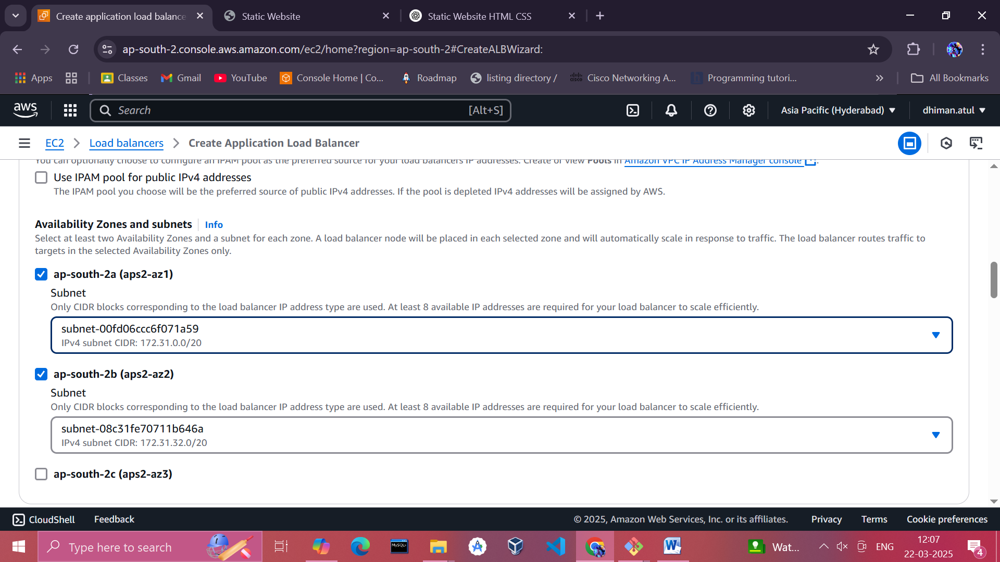 Create application load balance
Static Website
Static Website HTML CSS
ap-south-2.console.aws.amazon.com/ec2/home?region=ap-south-2#CreateALBWizard:
Apps
Classes
Gmail
YouTube
Console Home | Co...
Roadmap
listing directory /
Cisco Networking A...
Programming tutori...
All Bookmarks
aws
Search
[Alt+S]
Asia Pacific (Hyderabad)
dhiman.atul
EC2
Load balancers
Create Application Load Balancer
You can optionally choose to configure an IPAM pool as the preferred source for your load balancers IP addresses. Create or view Pools in Amazon VPC IP Address Manager console.
Use IPAM pool for public IPv4 addresses
The IPAM pool you choose will be the preferred source of public IPv4 addresses. If the pool is depleted IPv4 addresses will be assigned by AWS.
Availability Zones and subnets
Info
Select at least two Availability Zones and a subnet for each zone. A load balancer node will be placed in each selected zone and will automatically scale in response to traffic. The load balancer routes traffic to
targets in the selected Availability Zones only.
ap-south-2a (aps2-az1)
Subnet
Only CIDR blocks corresponding to the load balancer IP address type are used. At least 8 available IP addresses are required for your load balancer to scale efficiently.
subnet-00fd06ccc6f071a59
IPv4 subnet CIDR: 172.31.0.0/20
ap-south-2b (aps2-az2)
Subnet
Only CIDR blocks corresponding to the load balancer IP address type are used. At least 8 available IP addresses are required for your load balancer to scale efficiently.
subnet-08c31fe70711b646a
IPv4 subnet CIDR: 172.31.32.0/20
ap-south-2c (aps2-az3)
CloudShell
Feedback
© 2025, Amazon Web Services, Inc. or its affiliates.
Privacy
Terms
Cookie preferences
Type here to search
MySQL
Wat...
ENG
12:07
22-03-2025
4